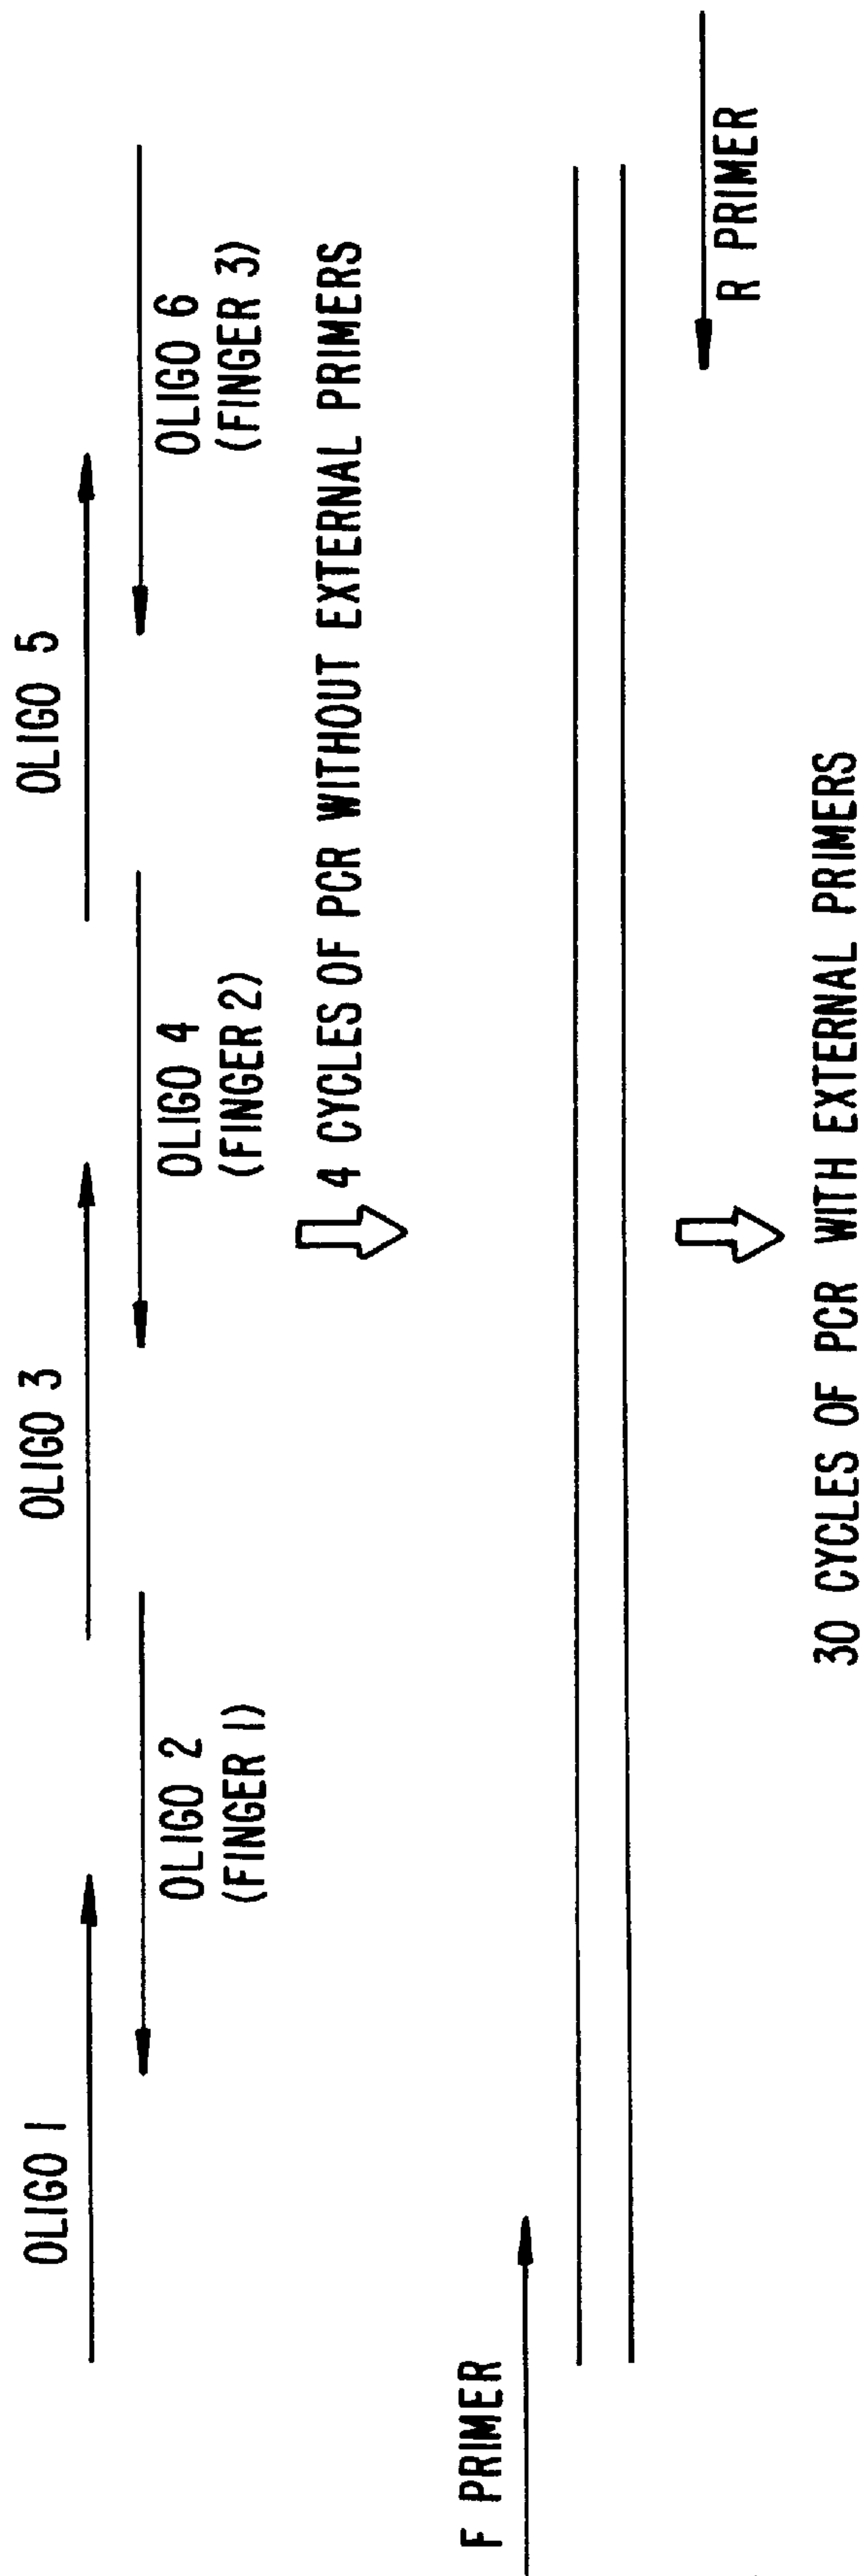 OLIGO 1
OLIGO 3
OLIGO 5
OLIGO 2
(FINGER 1)
OLIGO 4
(FINGER 2)
OLIGO 6
(FINGER 3)
4 CYCLES OF PCR WITHOUT EXTERNAL PRIMERS
F PRIMER
R PRIMER
30 CYCLES OF PCR WITH EXTERNAL PRIMERS